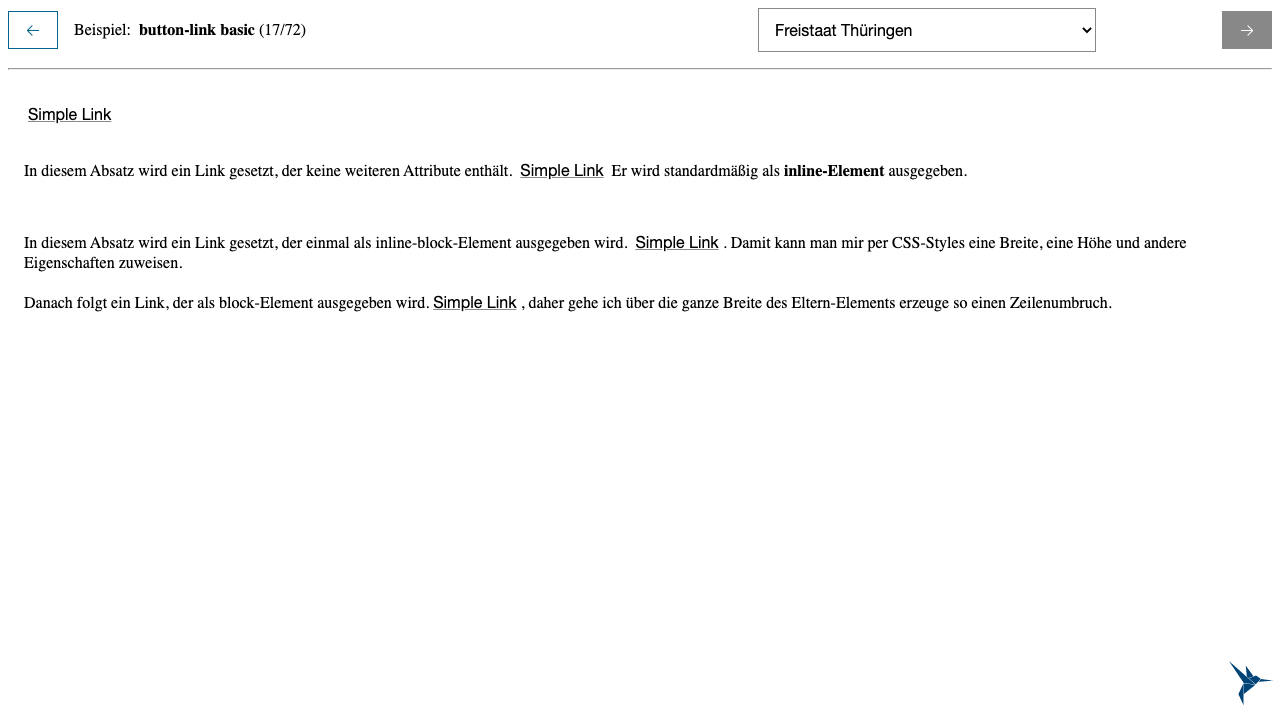 ← Beispiel: button-link basic (17/72) Freistaat Thüringen →
Simple Link
In diesem Absatz wird ein Link gesetzt, der keine weiteren Attribute enthält. Simple Link Er wird standardmäßig als inline-Element ausgegeben.
In diesem Absatz wird ein Link gesetzt, der einmal als inline-block-Element ausgegeben wird. Simple Link . Damit kann man mir per CSS-Styles eine Breite, eine Höhe und andere
Eigenschaften zuweisen.
Danach folgt ein Link, der als block-Element ausgegeben wird. Simple Link , daher gehe ich über die ganze Breite des Eltern-Elements erzeuge so einen Zeilenumbruch.